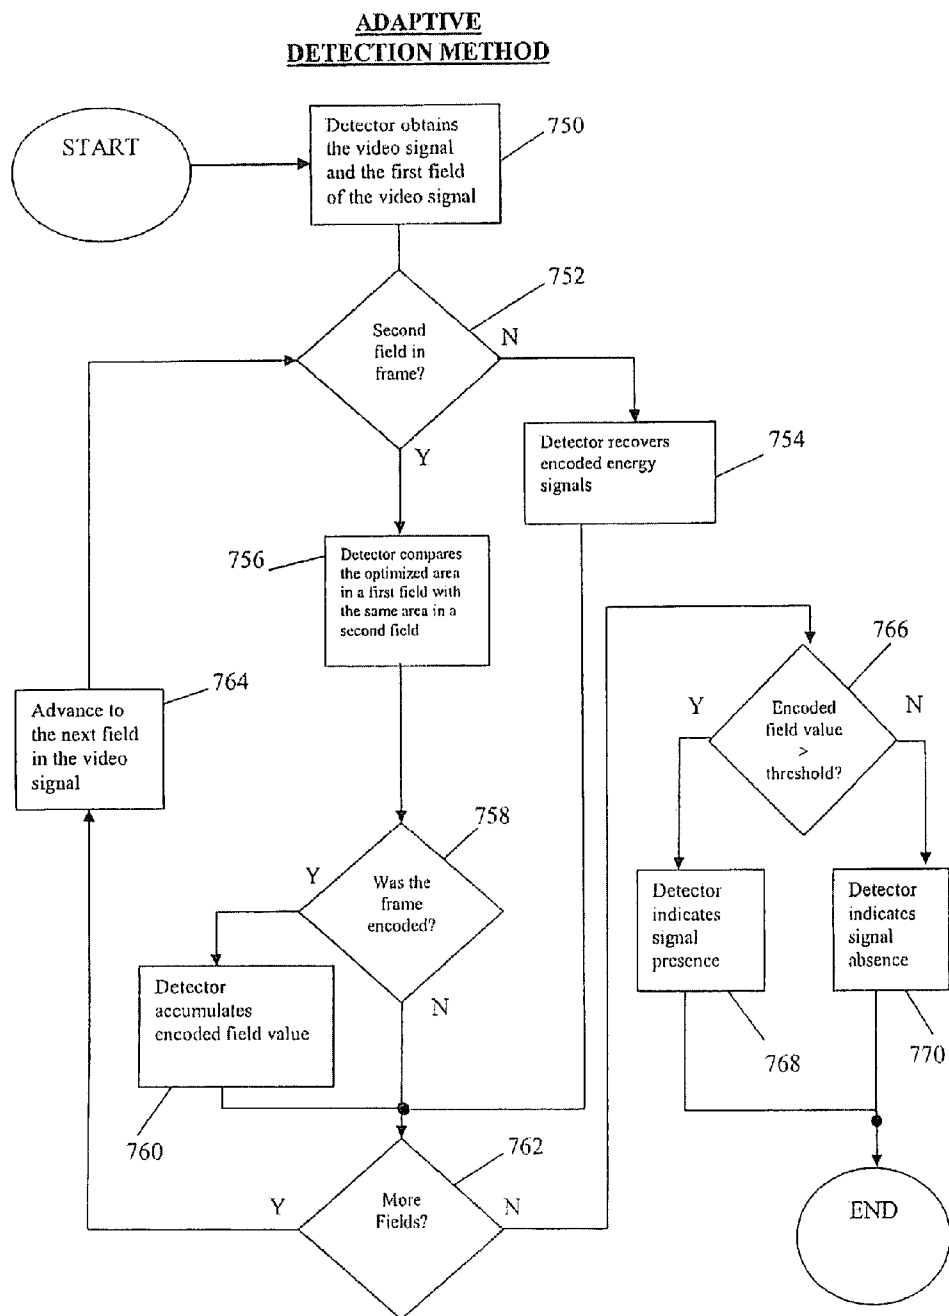 ADAPTIVE
DETECTION METHOD
START
Detector obtains
the video signal
and the first field
of the video signal
750
752
Second
field in
frame?
N
Y
Detector recovers
encoded energy
signals
754
756
Detector compares
the optimized area
in a first field with
the same area in a
second field
764
Advance to
the next field
in the video
signal
766
Y
Encoded
field value
>
threshold?
N
758
Y
Was the
frame
encoded?
N
Detector
accumulates
encoded field value
760
Detector
indicates
signal
presence
768
Detector
indicates
signal
absence
770
762
Y
More
Fields?
N
END